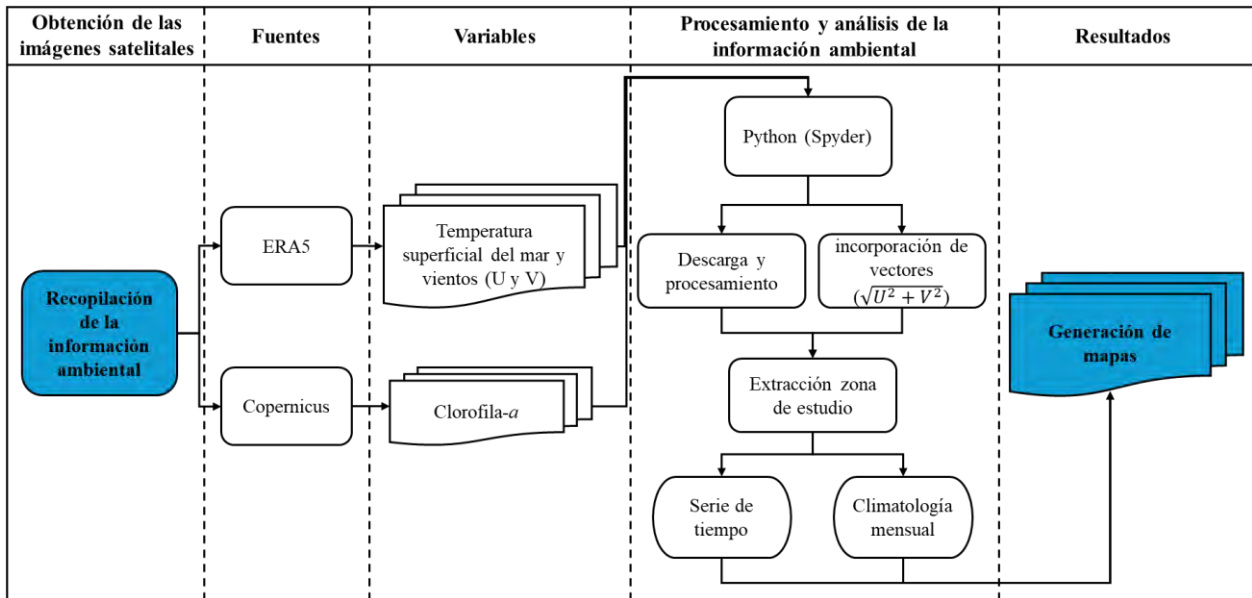 Obtención de las
imágenes satelitales
Fuentes
Variables
Procesamiento y análisis de la
información ambiental
Resultados
Recopilación
de la
información
ambiental
ERA5
Copernicus
Temperatura
superficial del mar y
vientos (U y V)
Clorofila-a
Python (Spyder)
Descarga y
procesamiento
incorporación de
vectores
(√U² + V²)
Extracción zona
de estudio
Serie de
tiempo
Climatología
mensual
Generación de
mapas